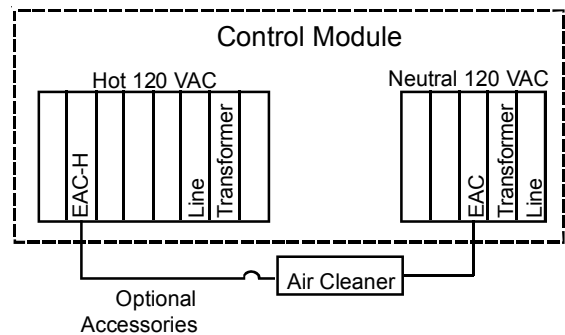 Control Module
Hot 120 VAC
Neutral 120 VAC
EAC-H
Line
Transformer
EAC
Transformer
Line
Air Cleaner
Optional
Accessories